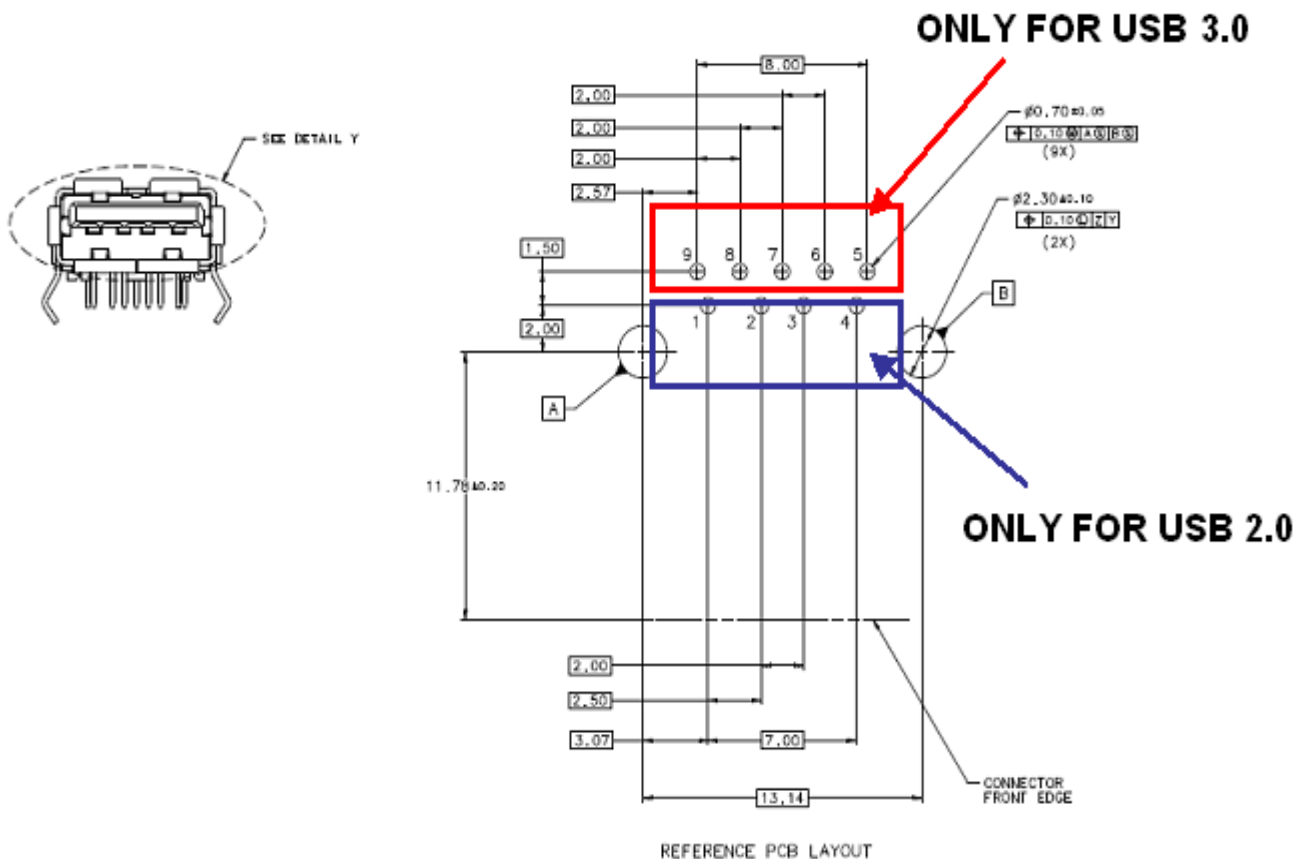 ONLY FOR USB 3.0
8.00
2.00
Ø0.70±0.05
SEE DETAIL Y
2.00
⌖ 0.10 Ⓜ A Ⓢ B Ⓢ
(9X)
2.00
2.57
Ø2.30±0.10
⌖ 0.10 Ⓛ Z Y
(2X)
1.50
9 8 7 6 5
B
1 2 3 4
2.00
A
11.78±0.20
ONLY FOR USB 2.0
2.00
2.50
3.07
7.00
CONNECTOR
FRONT EDGE
13.14
REFERENCE PCB LAYOUT